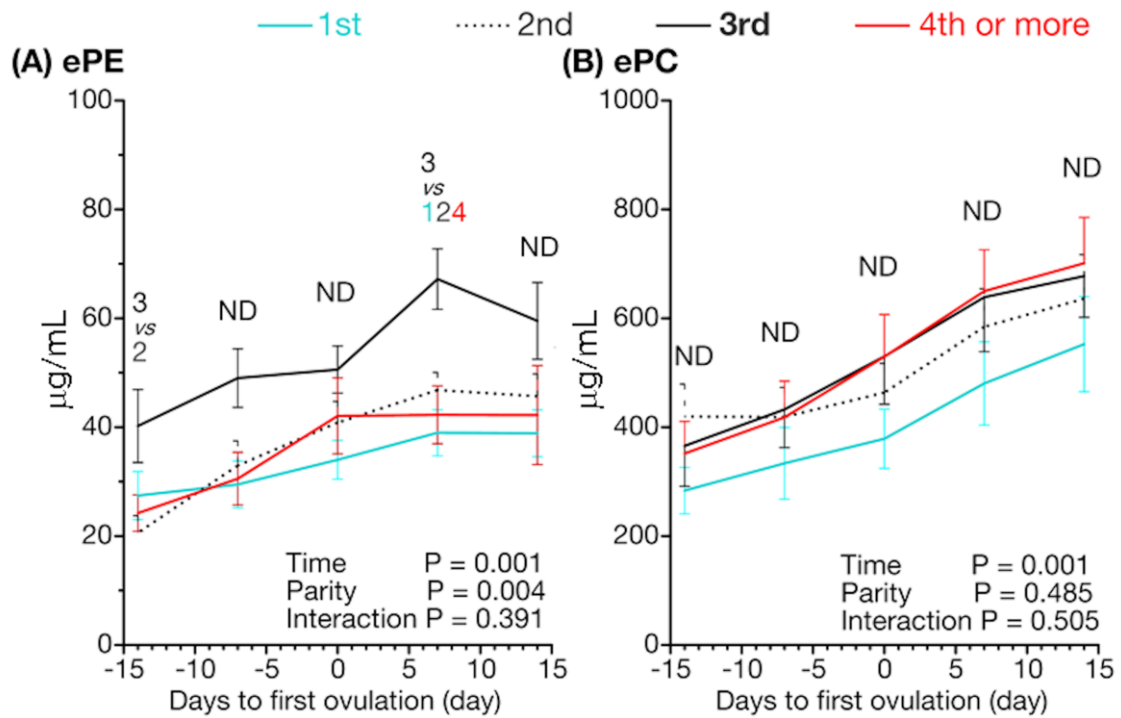 1st 2nd 3rd 4th or more
(A) ePE
100
80
60
40
20
0
µg/mL
3
vs
2
ND
ND
3
vs
124
ND
Time P = 0.001
Parity P = 0.004
Interaction P = 0.391
-15 -10 -5 0 5 10 15
Days to first ovulation (day)
(B) ePC
1000
800
600
400
200
0
µg/mL
ND
ND
ND
ND
ND
Time P = 0.001
Parity P = 0.485
Interaction P = 0.505
-15 -10 -5 0 5 10 15
Days to first ovulation (day)